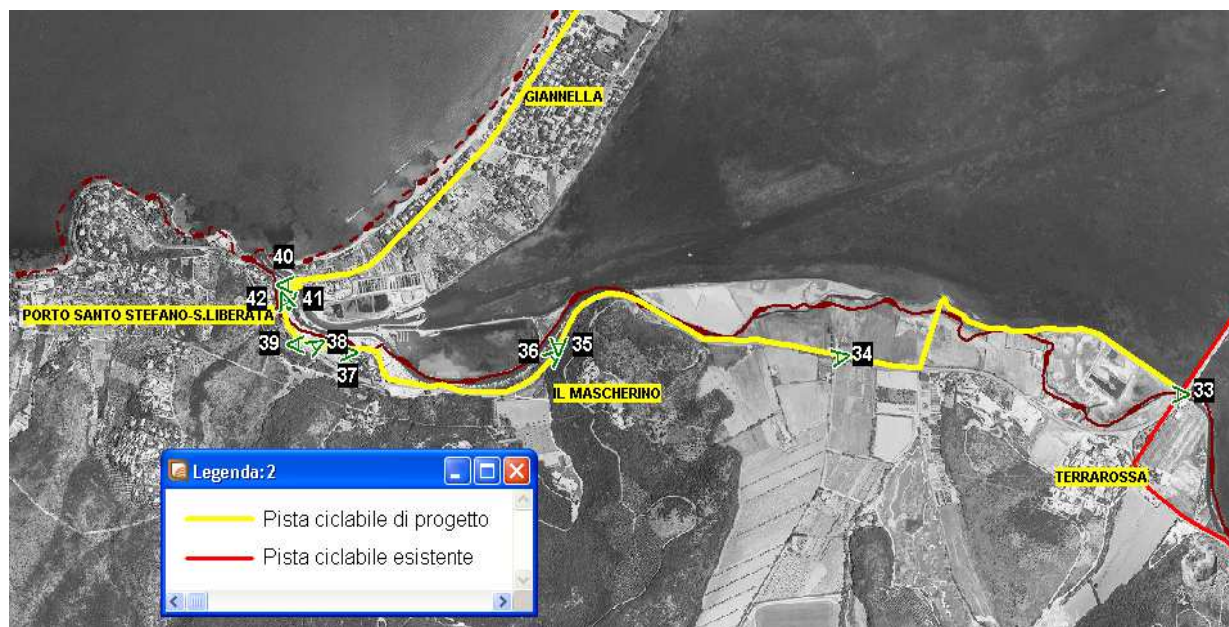 GIANNELLA
40
42
41
PORTO SANTO STEFANO-S.LIBERATA
39
38
37
36
35
34
33
IL MASCHERINO
TERRAROSSA
Legenda:2
Pista ciclabile di progetto
Pista ciclabile esistente